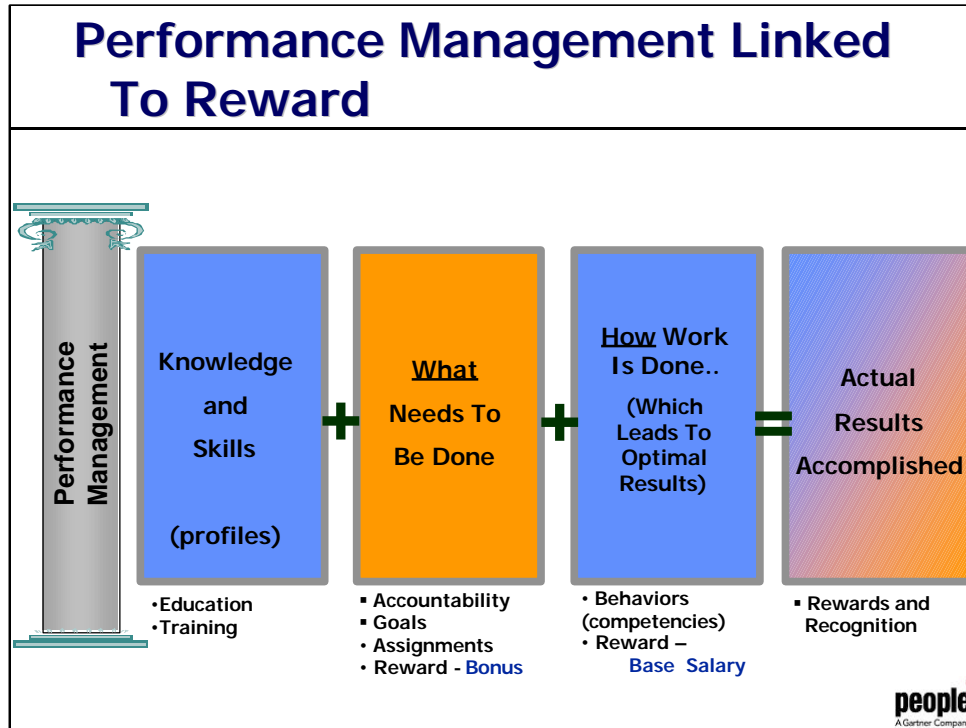 Performance Management Linked
To Reward
Performance
Management
Knowledge
and
Skills
(profiles)
•Education
•Training
+
What
Needs To
Be Done
▪ Accountability
▪ Goals
• Assignments
• Reward - Bonus
+
How Work
Is Done..
(Which
Leads To
Optimal
Results)
• Behaviors
(competencies)
• Reward –
Base Salary
=
Actual
Results
Accomplished
▪ Rewards and
Recognition
people
A Gartner Compan